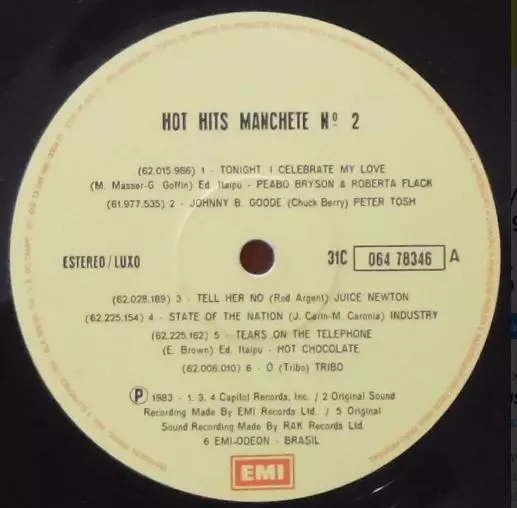 HOT HITS MANCHETE Nº 2
(62.015.986) 1 - TONIGHT, I CELEBRATE MY LOVE
(M. Masser-G. Goffin) Ed. Itaipu - PEABO BRYSON & ROBERTA FLACK
(61.977.535) 2 - JOHNNY B. GOODE (Chuck Berry) PETER TOSH
ESTEREO/LUXO
31C 064 78346 A
(62.028.189) 3 - TELL HER NO (Rod Argent) JUICE NEWTON
(62.225.154) 4 - STATE OF THE NATION (J. Carin-M. Caronia) INDUSTRY
(62.225.162) 5 - TEARS ON THE TELEPHONE
(E. Brown) Ed. Itaipu - HOT CHOCOLATE
(62.006.010) 6 - O (Tribo) TRIBO
Ⓟ 1983 - 1, 3, 4 Capitol Records, Inc. / 2 Original Sound
Recording Made By EMI Records Ltd. / 5 Original
Sound Recording Made By RAK Records Ltd.
6 EMI-ODEON - BRASIL
EMI